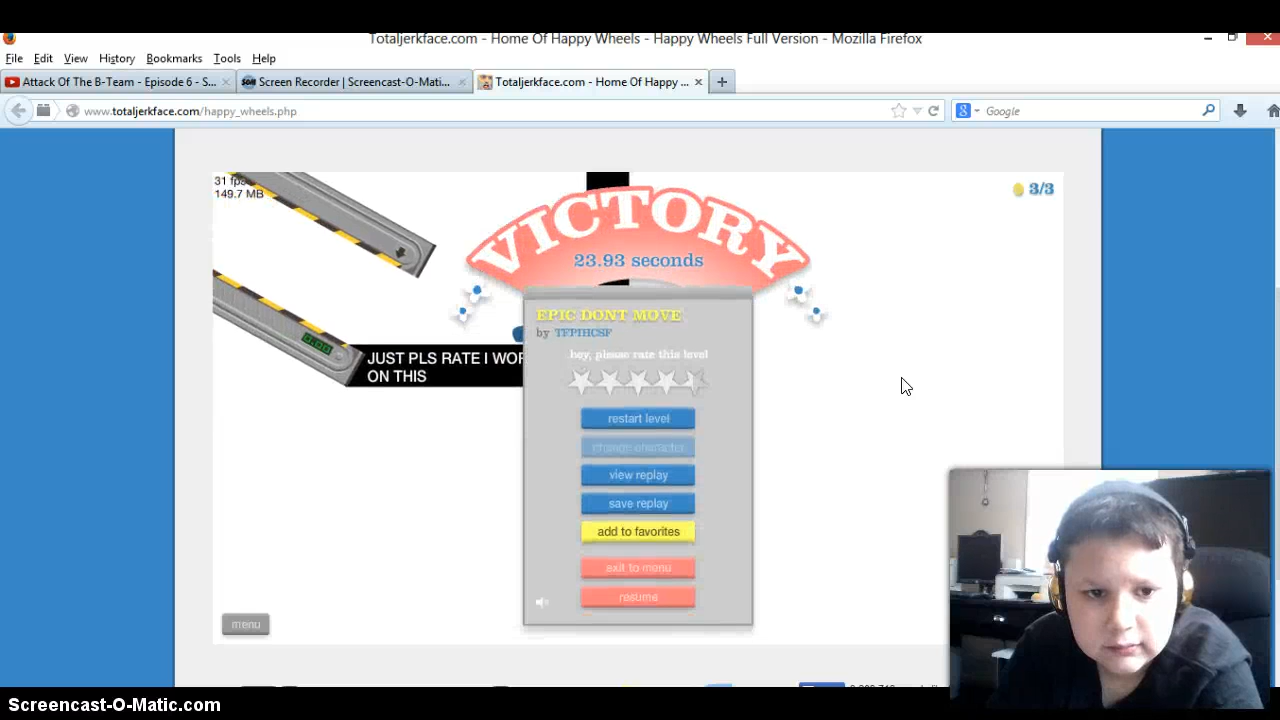 Totaljerkface.com - Home Of Happy Wheels - Happy Wheels Full Version - Mozilla Firefox
File Edit View History Bookmarks Tools Help
Attack Of The B-Team - Episode 6 - S... Screen Recorder | Screencast-O-Mati... Totaljerkface.com - Home Of Happy ...
www.totaljerkface.com/happy_wheels.php Google
31 fps
149.7 MB
3/3
VICTORY
23.93 seconds
EPIC DONT MOVE
by TFPTHCSF
JUST PLS RATE I WOR
ON THIS
hey, please rate this level
restart level
change character
view replay
save replay
add to favorites
exit to menu
resume
menu
Screencast-O-Matic.com